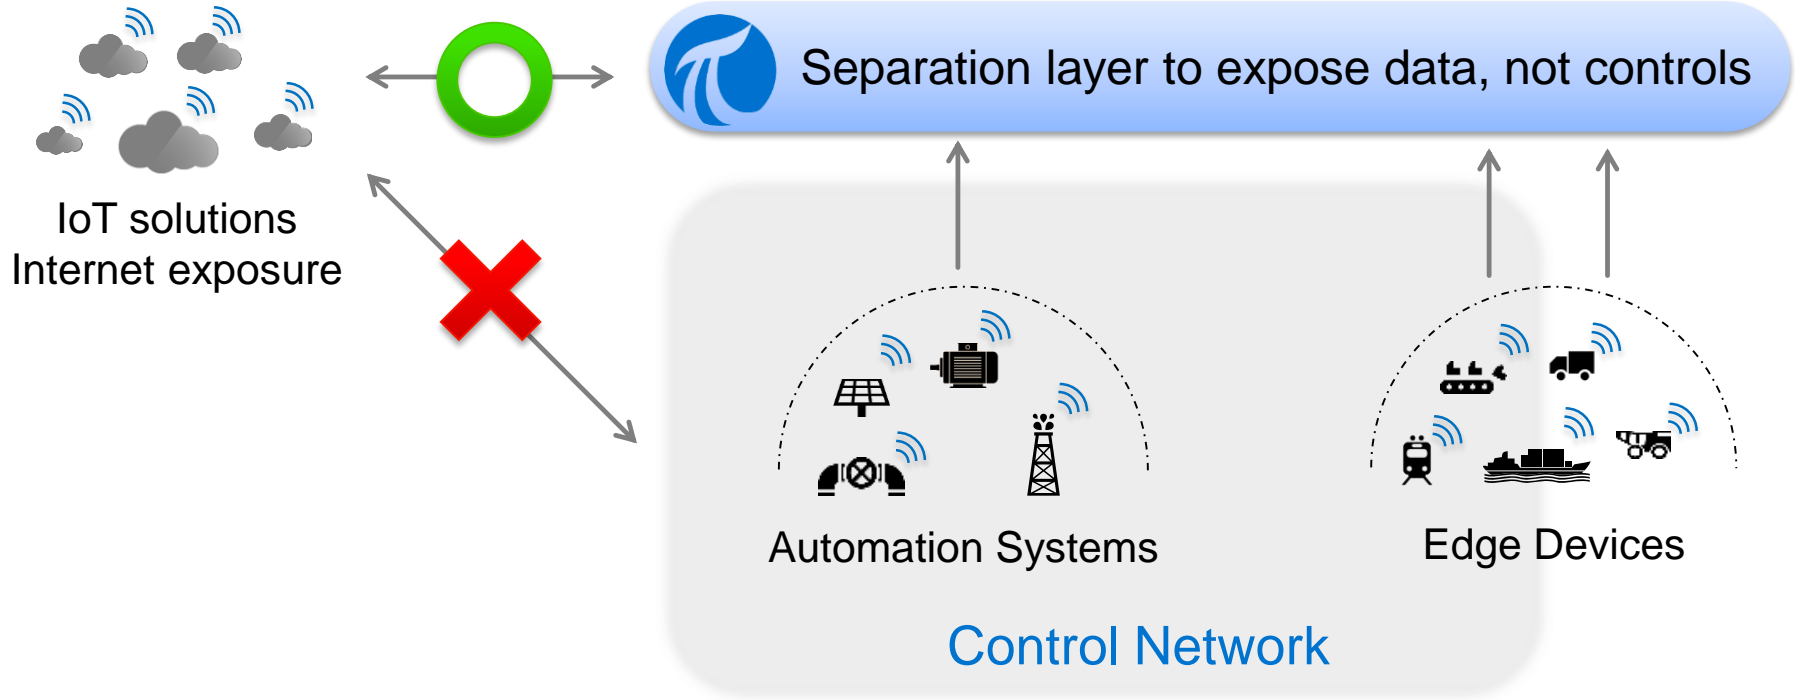 Separation layer to expose data, not controls
IoT solutions
Internet exposure
Automation Systems
Edge Devices
Control Network